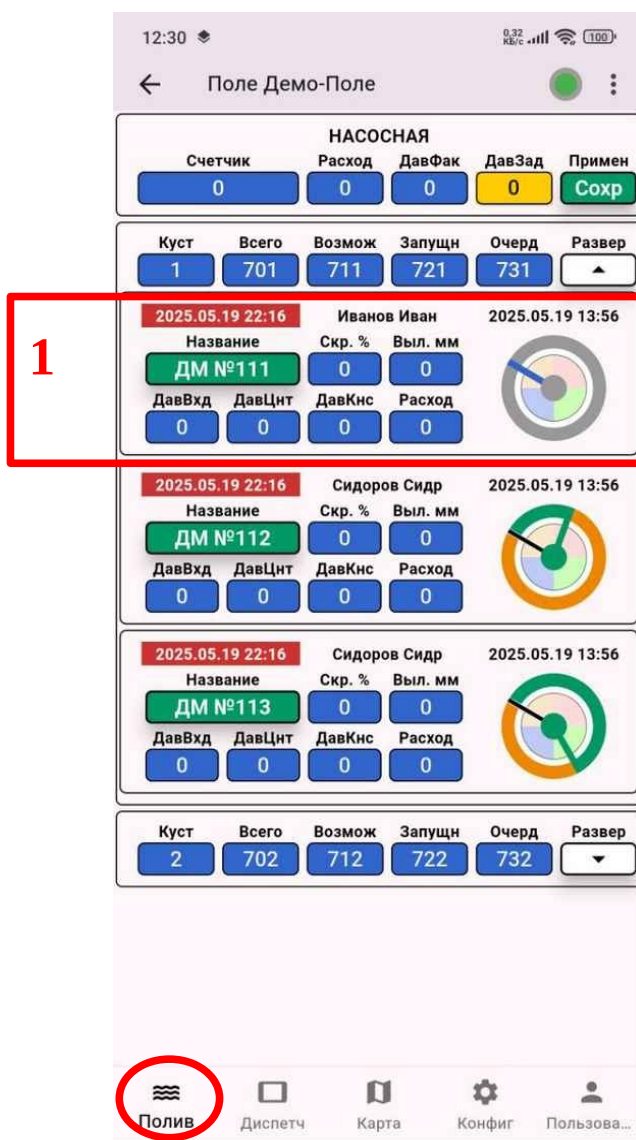 12:30 0,32 КБ/с 100
Поле Демо-Поле
НАСОСНАЯ
Счетчик Расход ДавФак ДавЗад Примен
0 0 0 0 Сохр
Куст Всего Возмож Запущн Очерд Развер
1 701 711 721 731
1
2025.05.19 22:16 Иванов Иван 2025.05.19 13:56
Название Скр. % Выл. мм
ДМ №111 0 0
ДавВхд ДавЦнт ДавКнс Расход
0 0 0 0
2025.05.19 22:16 Сидоров Сидр 2025.05.19 13:56
Название Скр. % Выл. мм
ДМ №112 0 0
ДавВхд ДавЦнт ДавКнс Расход
0 0 0 0
2025.05.19 22:16 Сидоров Сидр 2025.05.19 13:56
Название Скр. % Выл. мм
ДМ №113 0 0
ДавВхд ДавЦнт ДавКнс Расход
0 0 0 0
Куст Всего Возмож Запущн Очерд Развер
2 702 712 722 732
Полив Диспетч Карта Конфиг Пользова...